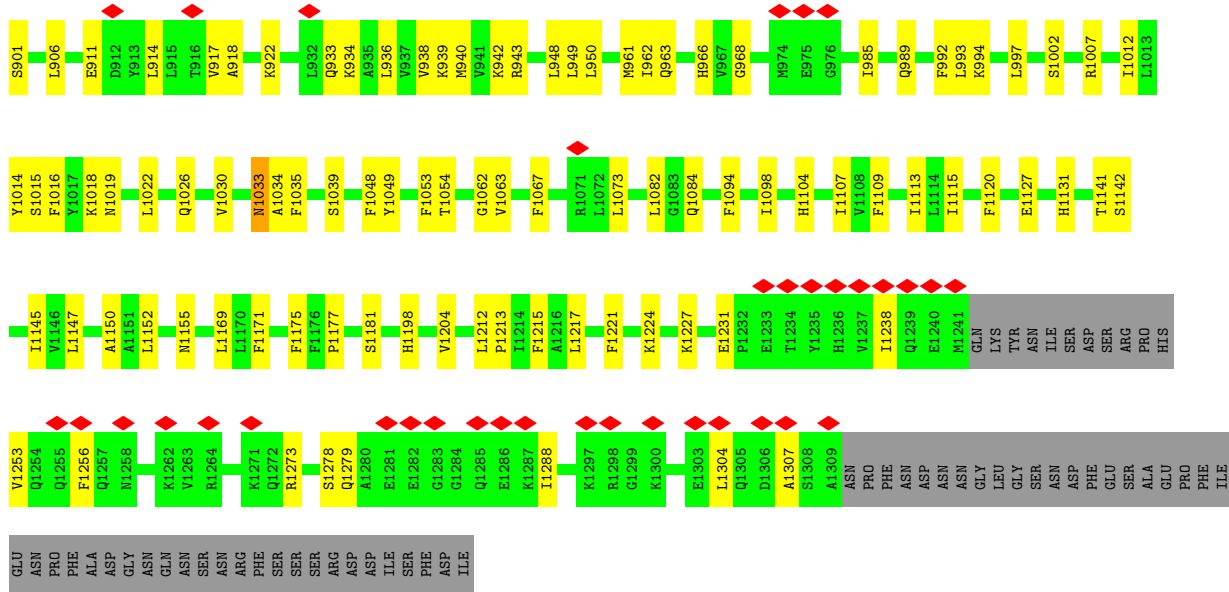 S901 L906 E911 D912 Y913 L914 L915 T916 V917 A918 K922 L932 Q933 K934 A935 L936 V937 V938 K939 M940 V941 K942 R943 L948 L949 L950 M961 I962 Q963 H966 V967 G968 M974 E975 G976 I985 Q989 F992 L993 K994 L997 S1002 R1007 I1012 L1013
Y1014 S1015 F1016 Y1017 K1018 N1019 L1022 Q1026 V1030 N1033 A1034 F1035 S1039 F1048 Y1049 F1053 T1054 G1062 V1063 F1067 R1071 L1072 L1073 L1082 G1083 Q1084 F1094 I1098 H1104 I1107 V1108 F1109 I1113 L1114 I1115 F1120 E1127 H1131 T1141 S1142
I1145 V1146 L1147 A1150 A1151 L1152 N1155 L1169 L1170 F1171 F1175 F1176 P1177 S1181 H1198 V1204 L1212 P1213 I1214 F1215 A1216 L1217 F1221 K1224 K1227 E1231 P1232 E1233 T1234 Y1235 H1236 V1237 I1238 Q1239 E1240 M1241 GLN LYS TYR ASN ILE SER ASP SER ARG PRO HIS
V1253 Q1254 Q1255 F1256 Q1257 N1258 K1262 V1263 R1264 K1271 Q1272 R1273 S1278 Q1279 A1280 E1281 E1282 G1283 G1284 Q1285 E1286 K1287 I1288 K1297 R1298 G1299 K1300 E1303 L1304 Q1305 D1306 A1307 S1308 A1309 ASN PRO PHE ASN ASP ASN ASN GLY LEU GLY SER ASN ASP PHE GLU SER ALA GLU PRO PHE ILE
GLU ASN PRO PHE ALA ASP GLY ASN GLN ASN SER ASN ARG PHE SER SER SER ARG ASP ASP ILE SER PHE ASP ILE